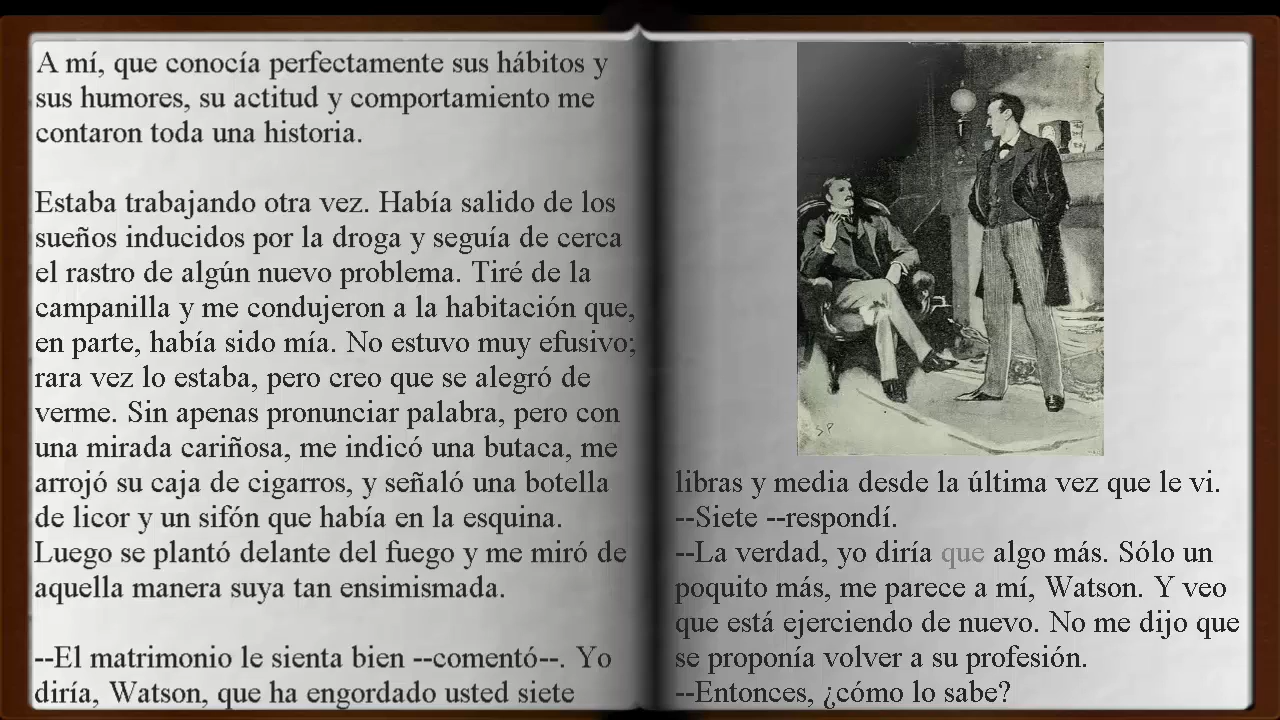 A mí, que conocía perfectamente sus hábitos y
sus humores, su actitud y comportamiento me
contaron toda una historia.
Estaba trabajando otra vez. Había salido de los
sueños inducidos por la droga y seguía de cerca
el rastro de algún nuevo problema. Tiré de la
campanilla y me condujeron a la habitación que,
en parte, había sido mía. No estuvo muy efusivo;
rara vez lo estaba, pero creo que se alegró de
verme. Sin apenas pronunciar palabra, pero con
una mirada cariñosa, me indicó una butaca, me
arrojó su caja de cigarros, y señaló una botella
de licor y un sifón que había en la esquina.
Luego se plantó delante del fuego y me miró de
aquella manera suya tan ensimismada.
--El matrimonio le sienta bien --comentó--. Yo
diría, Watson, que ha engordado usted siete
SP
libras y media desde la última vez que le vi.
--Siete --respondí.
--La verdad, yo diría que algo más. Sólo un
poquito más, me parece a mí, Watson. Y veo
que está ejerciendo de nuevo. No me dijo que
se proponía volver a su profesión.
--Entonces, ¿cómo lo sabe?